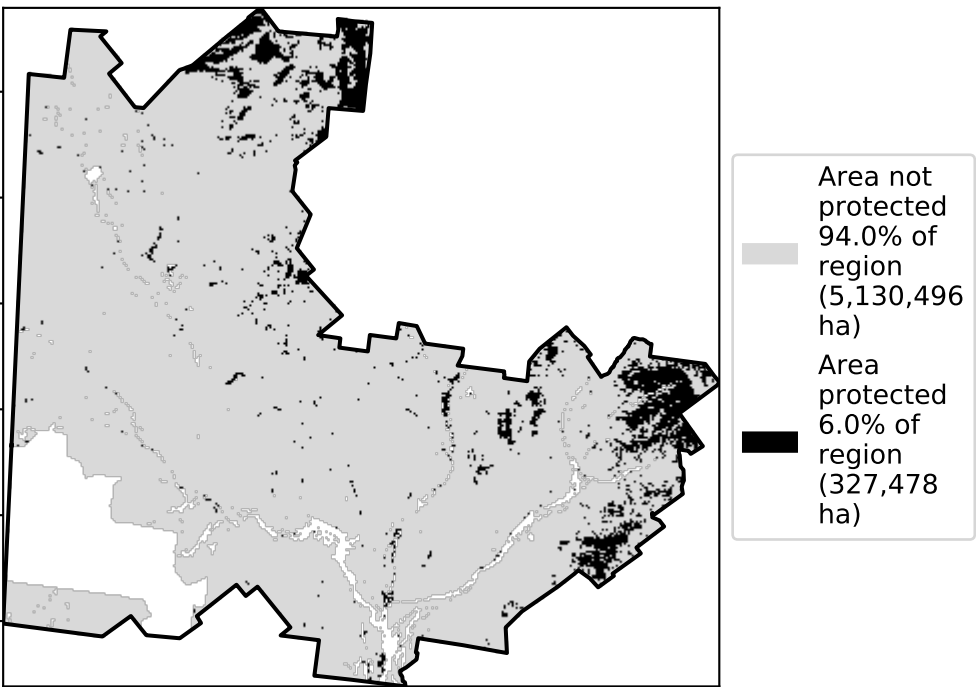 Area not
protected
94.0% of
region
(5,130,496
ha)
Area
protected
6.0% of
region
(327,478
ha)